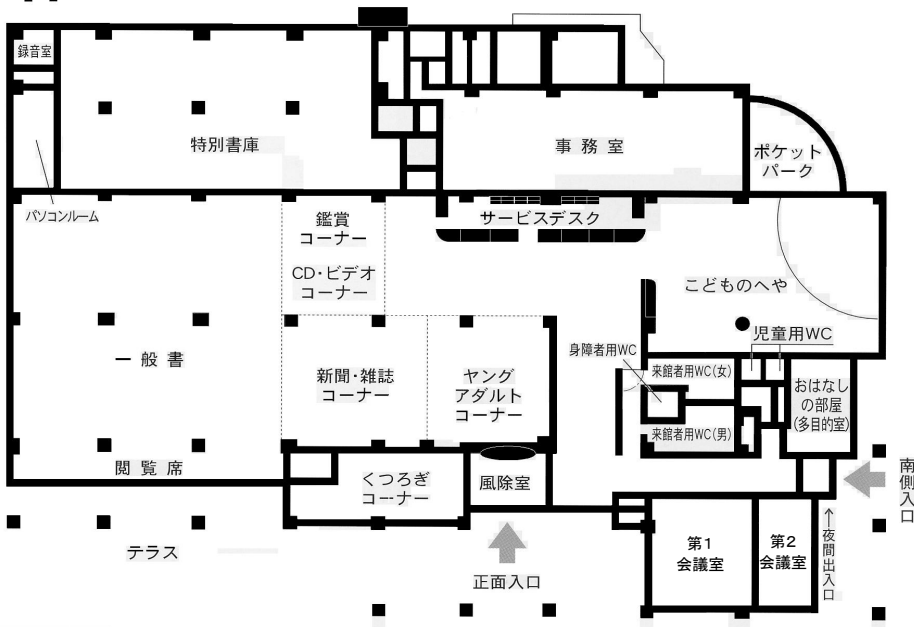 録音室
特別書庫
事務室
ポケット
パーク
パソコンルーム
鑑賞
コーナー
サービスデスク
CD・ビデオ
コーナー
こどものへや
児童用WC
身障者用WC
一般書
新聞・雑誌
コーナー
ヤング
アダルト
コーナー
来館者用WC(女)
おはなし
の部屋
(多目的室)
来館者用WC(男)
閲覧席
くつろぎ
コーナー
風除室
南側入口
テラス
正面入口
第1
会議室
第2
会議室
↑夜間出入口